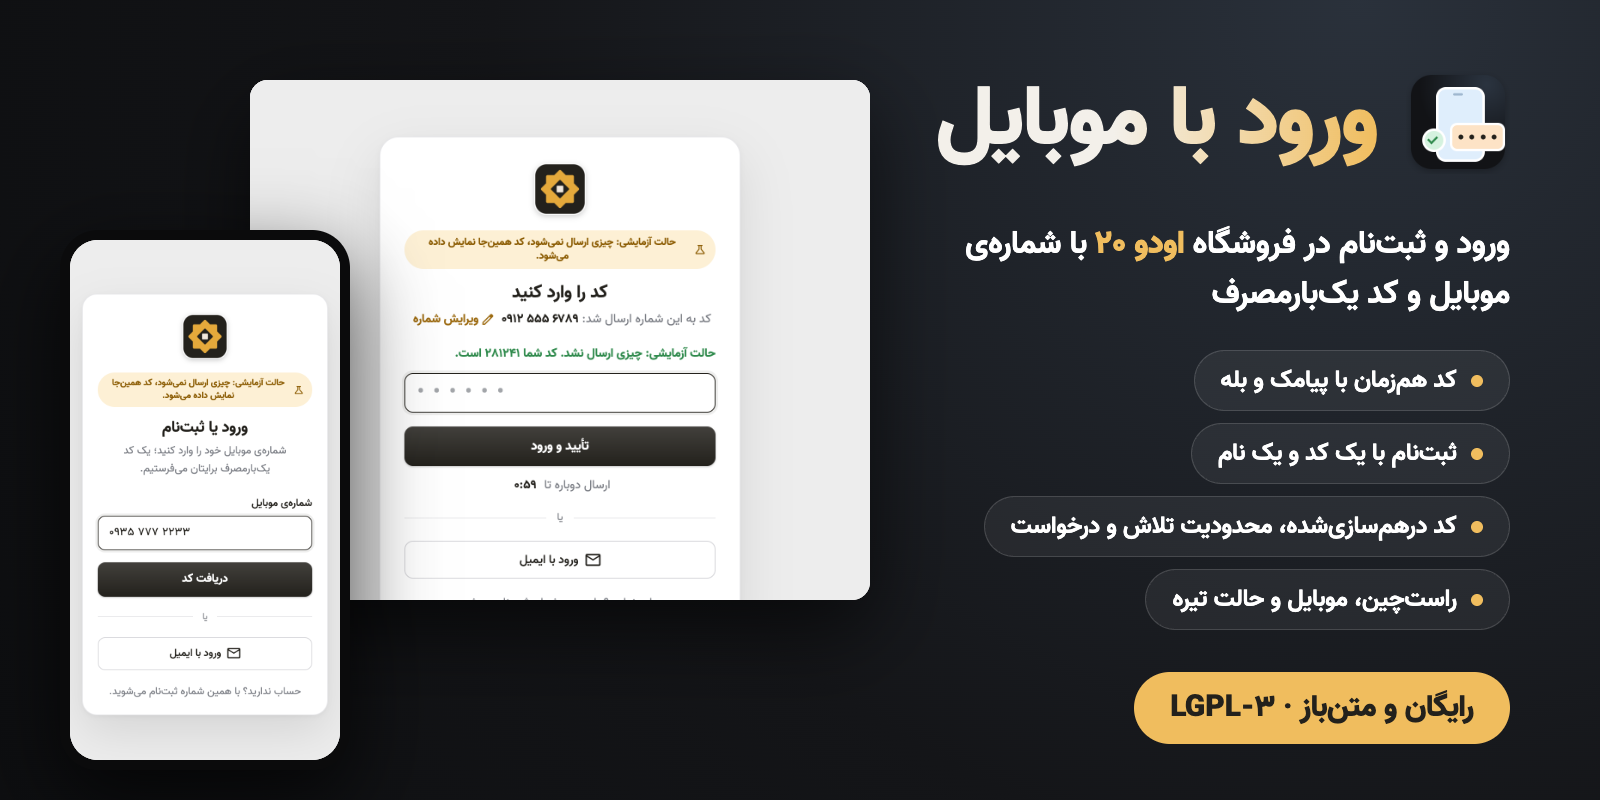 ورود با موبایل
ورود و ثبت‌نام در فروشگاه اودو ۲۰ با شماره‌ی
موبایل و کد یک‌بارمصرف
کد هم‌زمان با پیامک و بله
ثبت‌نام با یک کد و یک نام
کد درهم‌سازی‌شده، محدودیت تلاش و درخواست
راست‌چین، موبایل و حالت تیره
رایگان و متن‌باز · LGPL-۳
حالت آزمایشی: چیزی ارسال نمی‌شود، کد همین‌جا نمایش داده
می‌شود.
کد را وارد کنید
کد به این شماره ارسال شد: ۰۹۱۲ ۵۵۵ ۶۷۸۹ ویرایش شماره
حالت آزمایشی: چیزی ارسال نشد. کد شما ۲۸۱۲۴۱ است.
تأیید و ورود
ارسال دوباره تا ۰:۵۹
یا
ورود با ایمیل
حالت آزمایشی: چیزی ارسال نمی‌شود، کد همین‌جا
نمایش داده می‌شود.
ورود یا ثبت‌نام
شماره‌ی موبایل خود را وارد کنید؛ یک کد
یک‌بارمصرف برایتان می‌فرستیم.
شماره‌ی موبایل
۰۹۳۵ ۷۷۷ ۲۲۳۳
دریافت کد
یا
ورود با ایمیل
حساب ندارید؟ با همین شماره ثبت‌نام می‌شوید.